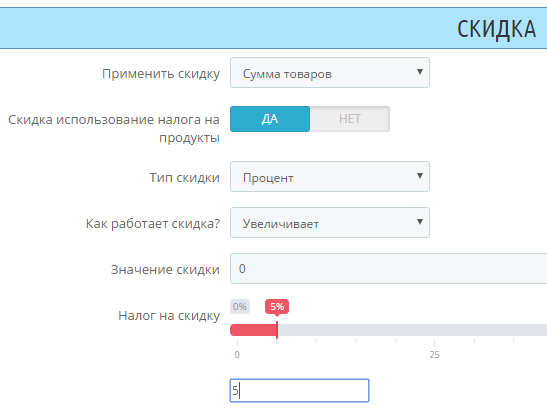 СКИДКА
Применить скидку
Сумма товаров
Скидка использование налога на
продукты
ДА
НЕТ
Тип скидки
Процент
Как работает скидка?
Увеличивает
Значение скидки
0
Налог на скидку
0%
5%
0
25
5